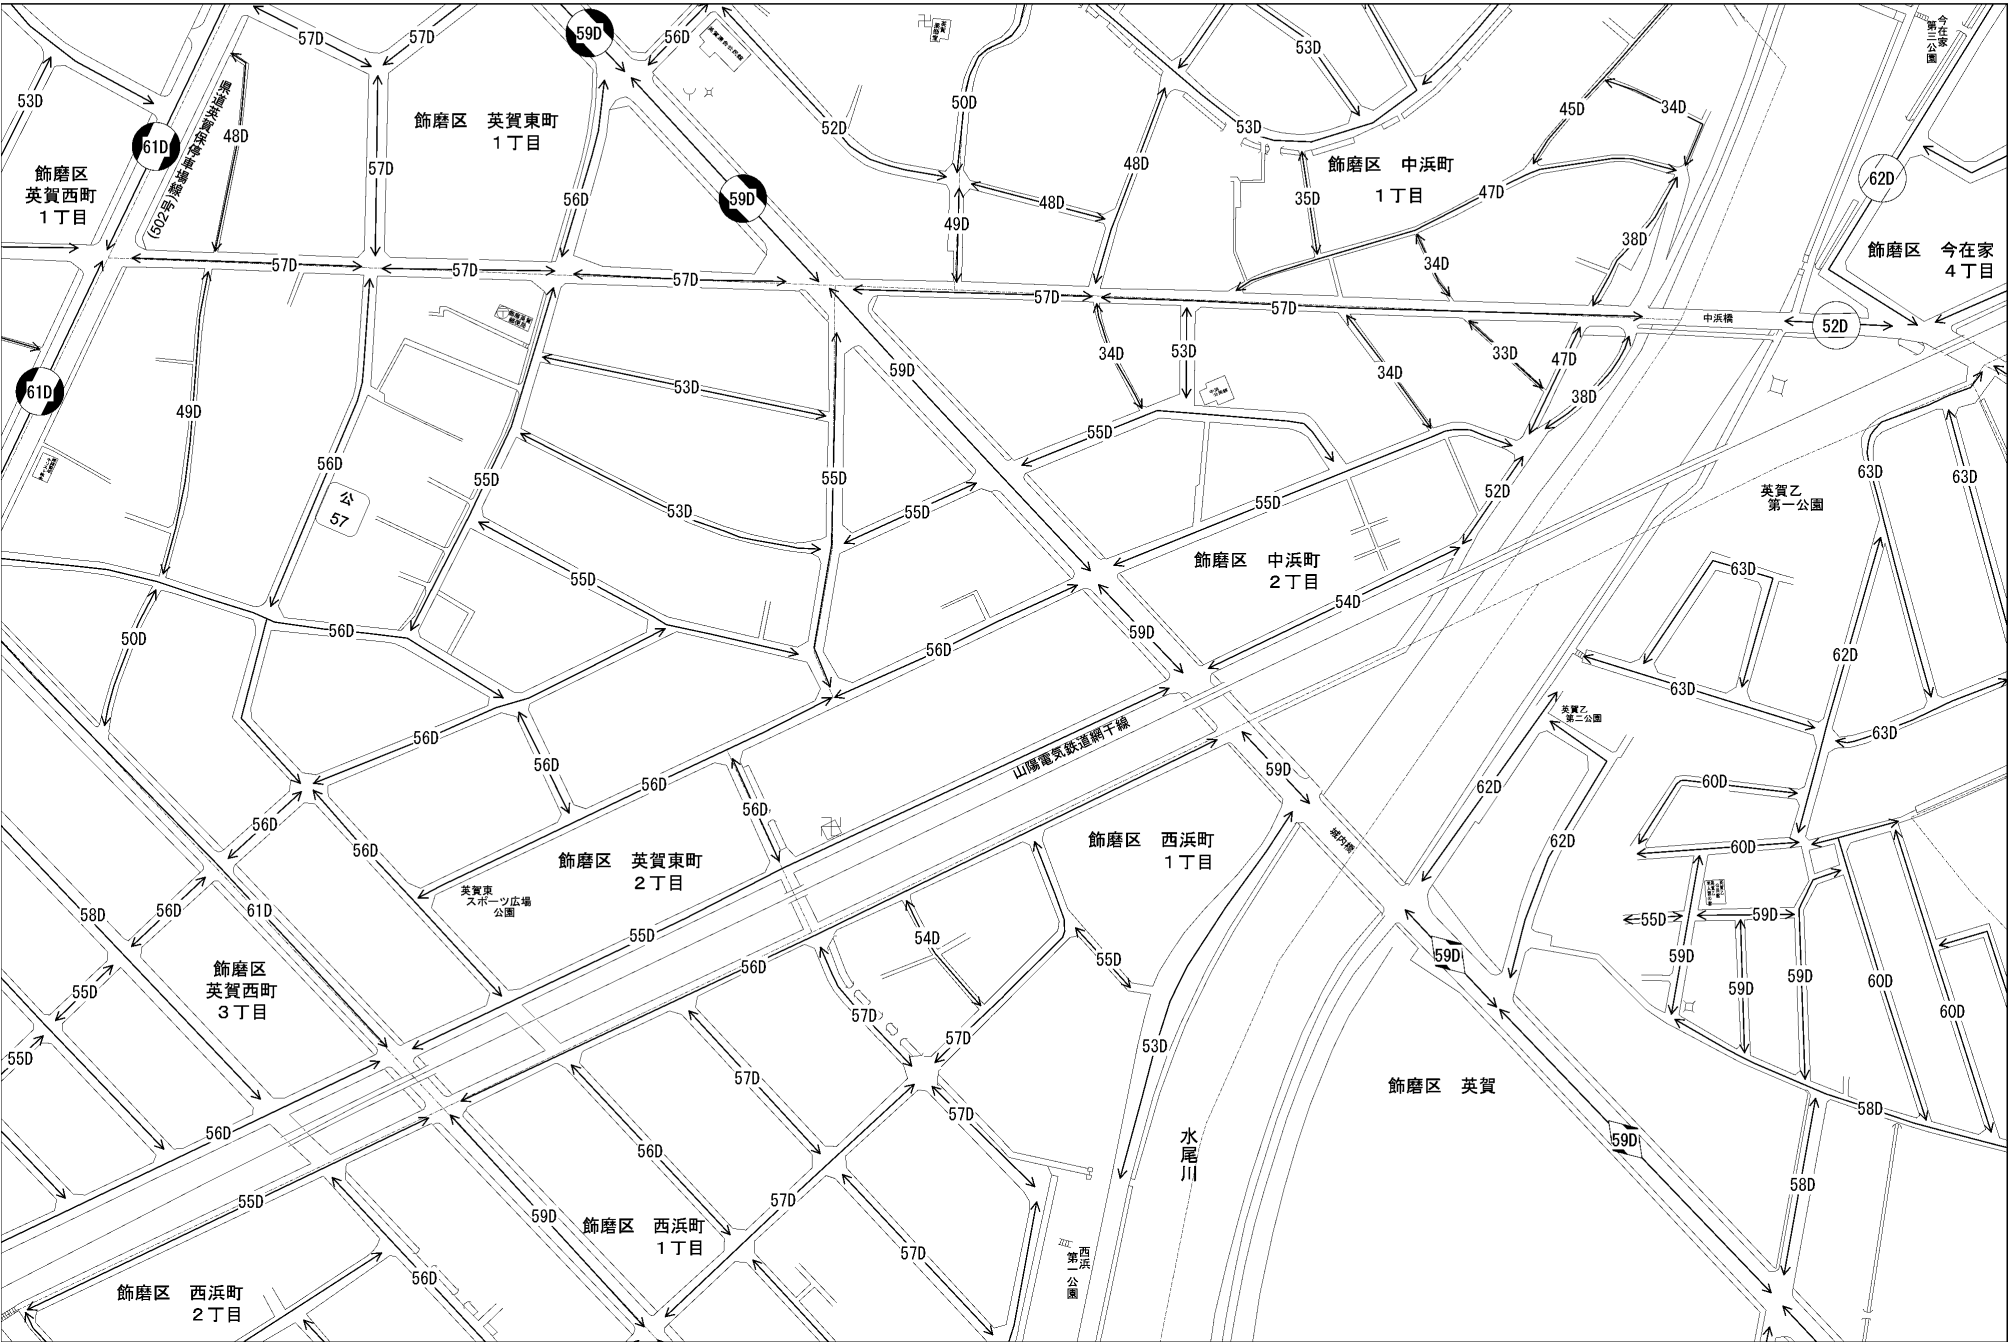 57D
57D
59D
56D
53D
今在家
第三公園
53D
48D
県道英賀保停車場線
(502号)
50D
52D
45D
34D
飾磨区 英賀東町
1丁目
53D
61D
57D
48D
飾磨区 中浜町
1丁目
35D
47D
62D
飾磨区
英賀西町
1丁目
56D
59D
48D
49D
38D
飾磨区 今在家
4丁目
57D
57D
57D
34D
57D
57D
中浜橋
52D
34D
53D
33D
47D
34D
59D
53D
61D
49D
38D
55D
56D
55D
55D
63D
63D
公
57
53D
55D
55D
52D
英賀乙
第一公園
飾磨区 中浜町
2丁目
55D
63D
54D
50D
56D
59D
56D
62D
63D
英賀乙
第二公園
山陽電気鉄道網干線
63D
56D
56D
59D
56D
56D
62D
60D
56D
城内橋
62D
60D
56D
飾磨区 西浜町
1丁目
飾磨区 英賀東町
2丁目
英賀東
スポーツ広場
公園
58D
56D
61D
55D
54D
55D
59D
55D
59D
59D
56D
飾磨区
英賀西町
3丁目
55D
57D
59D
59D
60D
60D
55D
57D
53D
57D
飾磨区 英賀
57D
58D
56D
56D
水尾川
59D
58D
55D
57D
59D
飾磨区 西浜町
1丁目
57D
西浜
第一公園
56D
飾磨区 西浜町
2丁目